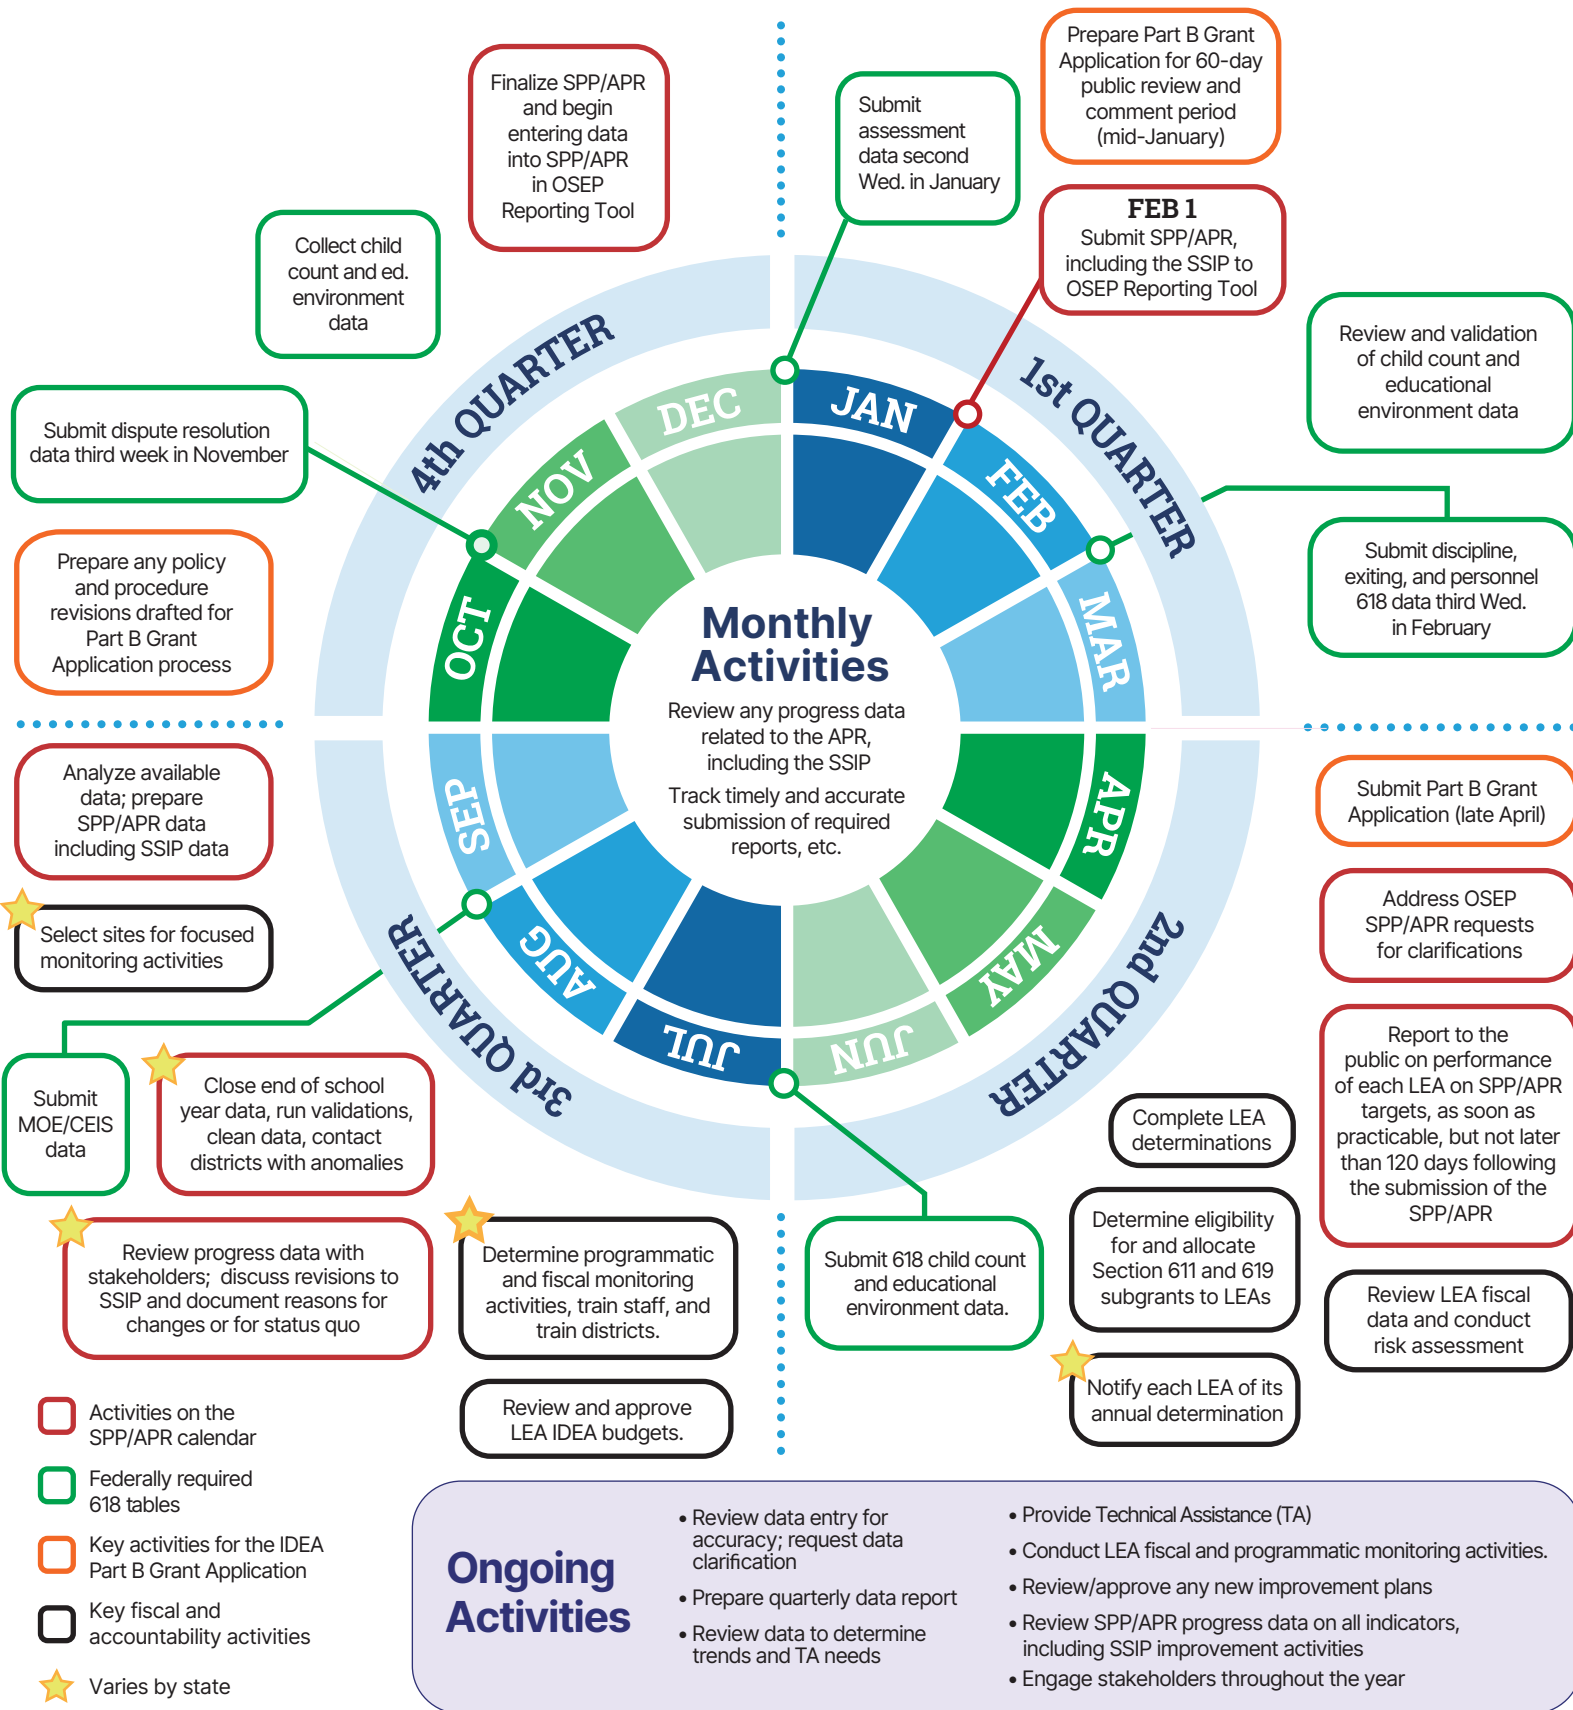 Prepare Part B Grant
Application for 60-day
public review and
comment period
(mid-January)
Finalize SPP/APR
and begin
entering data
into SPP/APR
in OSEP
Reporting Tool
Submit
assessment
data second
Wed. in January
FEB 1
Submit SPP/APR,
including the SSIP to
OSEP Reporting Tool
Collect child
count and ed.
environment
data
Review and validation
of child count and
educational
environment data
Submit dispute resolution
data third week in November
Submit discipline,
exiting, and personnel
618 data third Wed.
in February
Prepare any policy
and procedure
revisions drafted for
Part B Grant
Application process
4th QUARTER
1st QUARTER
DEC
JAN
NOV
FEB
OCT
MAR
Monthly
Activities
Review any progress data
related to the APR,
including the SSIP
Track timely and accurate
submission of required
reports, etc.
SEP
APR
AUG
MAY
JUL
JUN
3rd QUARTER
2nd QUARTER
Analyze available
data; prepare
SPP/APR data
including SSIP data
Select sites for focused
monitoring activities
Submit
MOE/CEIS
data
Close end of school
year data, run validations,
clean data, contact
districts with anomalies
Review progress data with
stakeholders; discuss revisions to
SSIP and document reasons for
changes or for status quo
Determine programmatic
and fiscal monitoring
activities, train staff, and
train districts.
Review and approve
LEA IDEA budgets.
Submit Part B Grant
Application (late April)
Address OSEP
SPP/APR requests
for clarifications
Report to the
public on performance
of each LEA on SPP/APR
targets, as soon as
practicable, but not later
than 120 days following
the submission of the
SPP/APR
Complete LEA
determinations
Determine eligibility
for and allocate
Section 611 and 619
subgrants to LEAs
Submit 618 child count
and educational
environment data.
Review LEA fiscal
data and conduct
risk assessment
Notify each LEA of its
annual determination
Activities on the
SPP/APR calendar
Federally required
618 tables
Key activities for the IDEA
Part B Grant Application
Key fiscal and
accountability activities
Varies by state
Ongoing
Activities
• Review data entry for
accuracy; request data
clarification
• Prepare quarterly data report
• Review data to determine
trends and TA needs
• Provide Technical Assistance (TA)
• Conduct LEA fiscal and programmatic monitoring activities.
• Review/approve any new improvement plans
• Review SPP/APR progress data on all indicators,
including SSIP improvement activities
• Engage stakeholders throughout the year